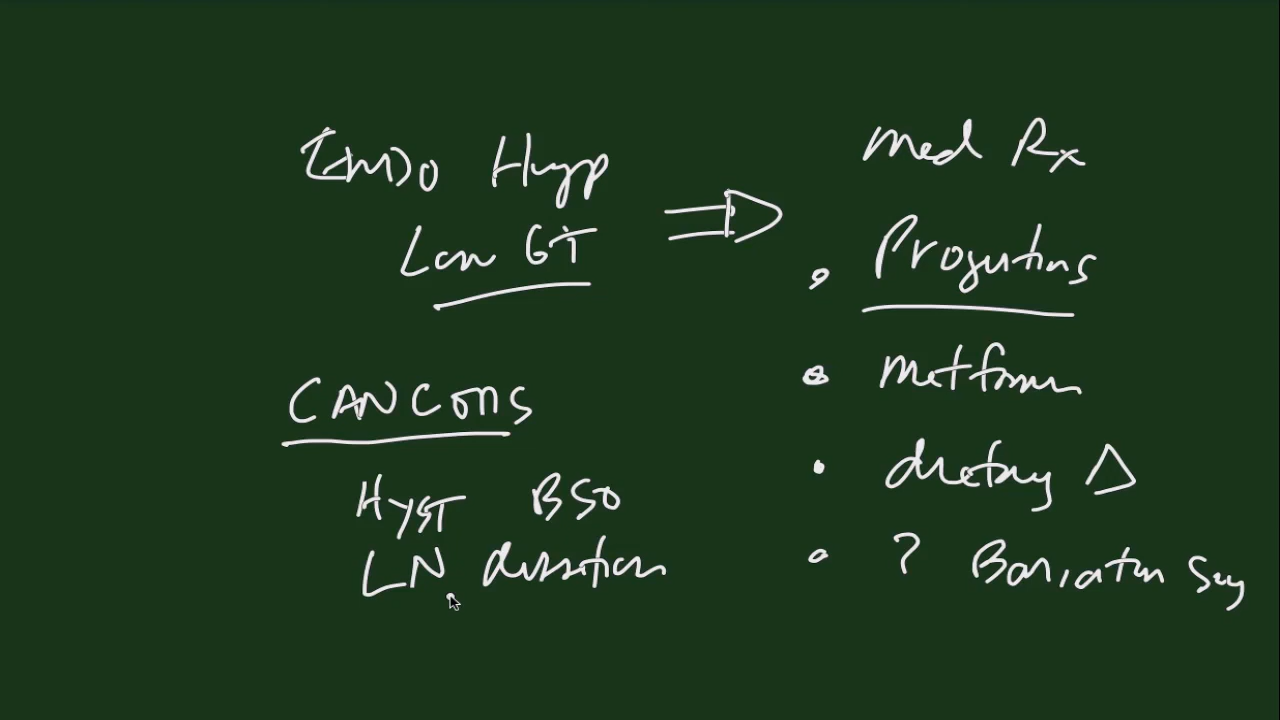 ENDO Hyp
Low GT
CANCERS
HYST BSO
LN dissection
med Rx
• Progestins
• metformin
• dietary Δ
• ? Bariatric Surg